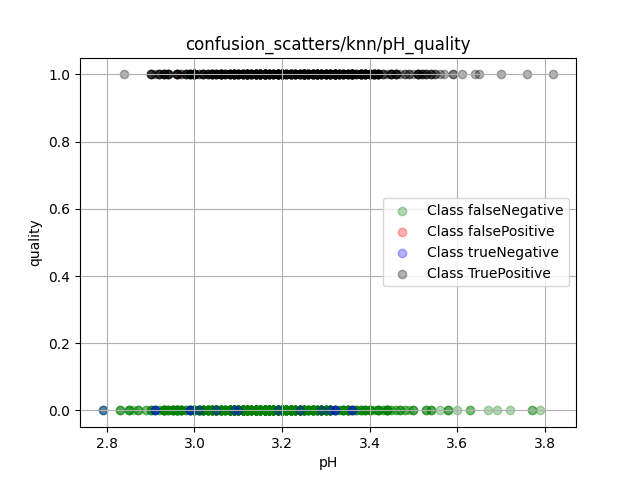 confusion_scatters/knn/pH_quality
1.0
0.8
0.6
0.4
0.2
0.0
quality
Class falseNegative
Class falsePositive
Class trueNegative
Class TruePositive
2.8 3.0 3.2 3.4 3.6 3.8
pH